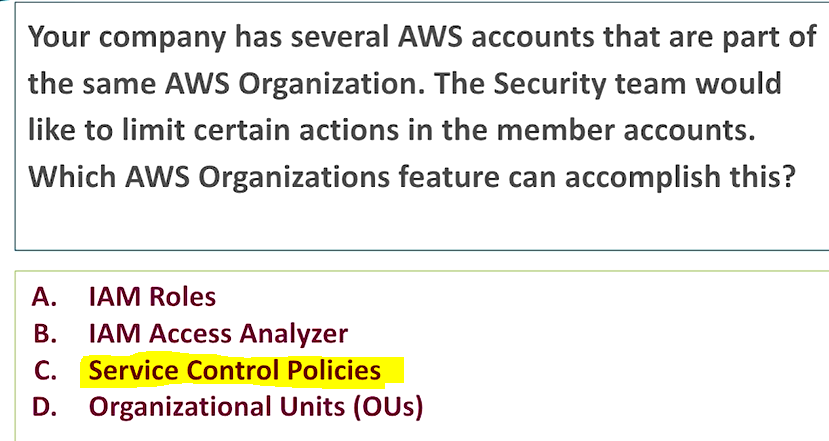 Your company has several AWS accounts that are part of
the same AWS Organization. The Security team would
like to limit certain actions in the member accounts.
Which AWS Organizations feature can accomplish this?
A. IAM Roles
B. IAM Access Analyzer
C. Service Control Policies
D. Organizational Units (OUs)